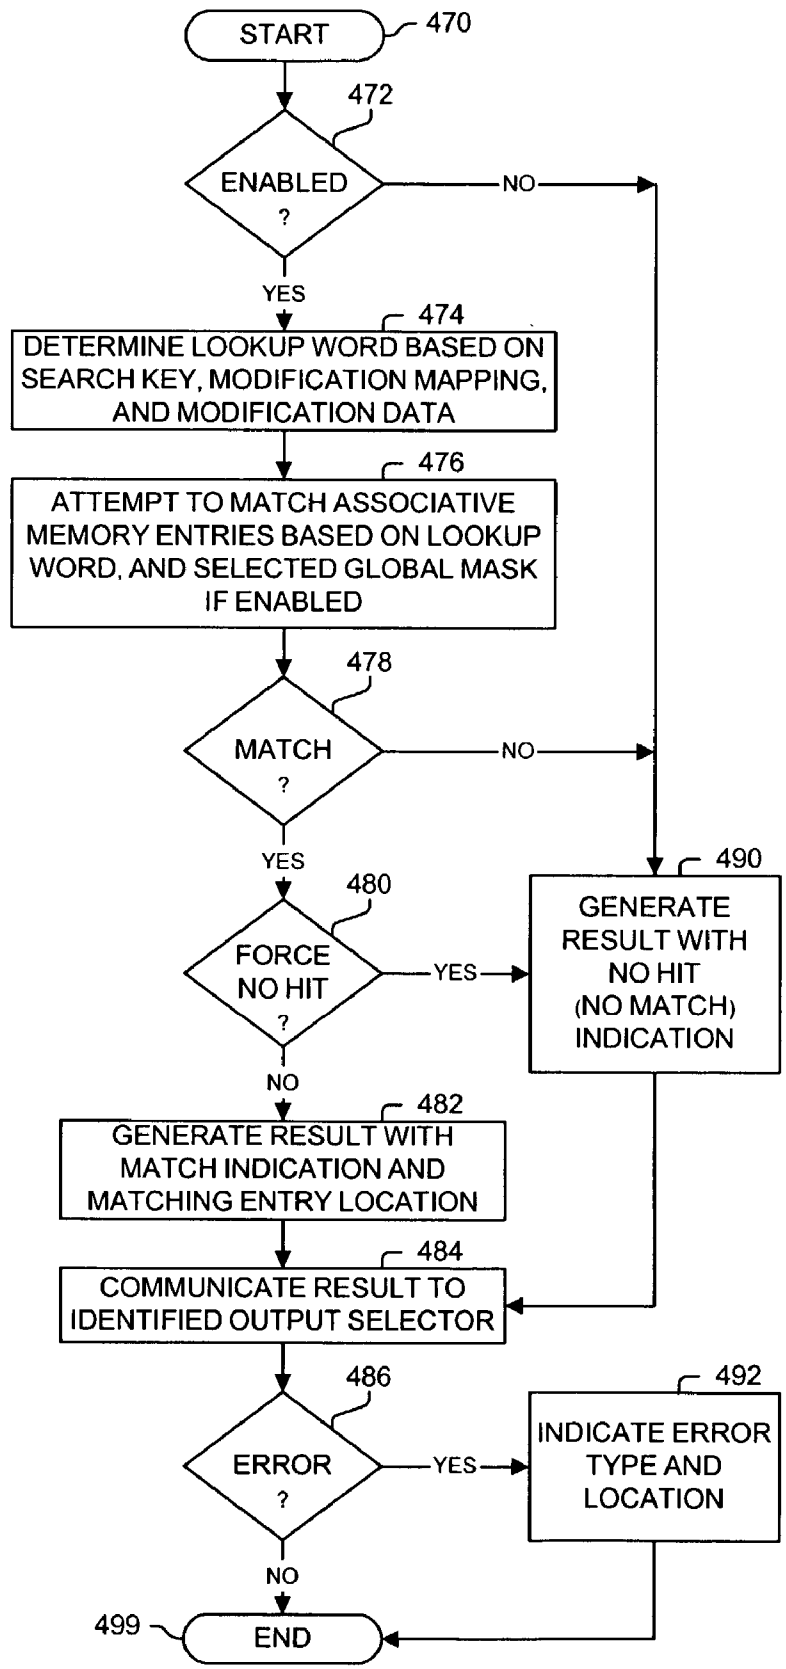 START
470
472
ENABLED
?
NO
YES
474
DETERMINE LOOKUP WORD BASED ON
SEARCH KEY, MODIFICATION MAPPING,
AND MODIFICATION DATA
476
ATTEMPT TO MATCH ASSOCIATIVE
MEMORY ENTRIES BASED ON LOOKUP
WORD, AND SELECTED GLOBAL MASK
IF ENABLED
478
MATCH
?
NO
YES
480
FORCE
NO HIT
?
YES
490
GENERATE
RESULT WITH
NO HIT
(NO MATCH)
INDICATION
NO
482
GENERATE RESULT WITH
MATCH INDICATION AND
MATCHING ENTRY LOCATION
484
COMMUNICATE RESULT TO
IDENTIFIED OUTPUT SELECTOR
486
ERROR
?
YES
492
INDICATE ERROR
TYPE AND
LOCATION
NO
499
END